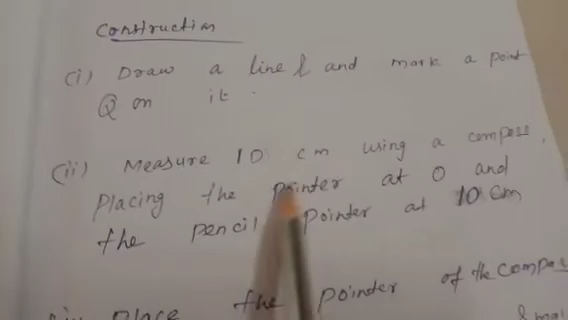 Construction
(i) Draw a line l and mark a point
Q on it.
(ii) Measure 10 cm using a compass,
Placing the pointer at 0 and
the pencil pointer at 10 cm
place the pointer of the compass